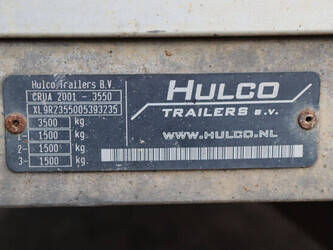 Hulco Trailers B.V.
CRUA 2001 - 3550
XL9R2355005393235
3500 kg.
1- 1500 kg.
2- 1500 kg.
3- 1500 kg.
HULCO
TRAILERS B.V.
WWW.HULCO.NL